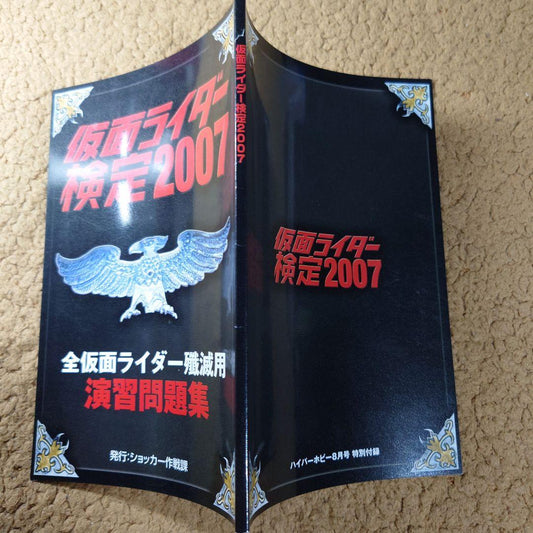 仮面ライダー
検定2007
全仮面ライダー殲滅用
演習問題集
発行:ショッカー作戦課
仮面ライダー検定2007
仮面ライダー
検定2007
ハイパーホビー8月号 特別付録